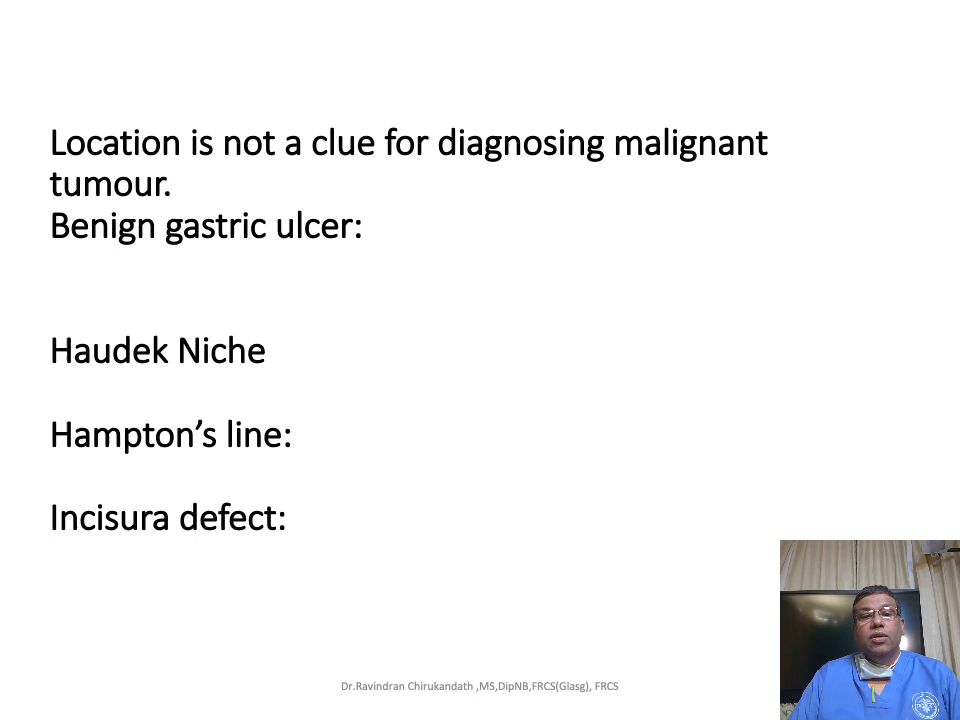 Location is not a clue for diagnosing malignant
tumour.
Benign gastric ulcer:
Haudek Niche
Hampton’s line:
Incisura defect:
Dr.Ravindran Chirukandath ,MS,DipNB,FRCS(Glasg), FRCS